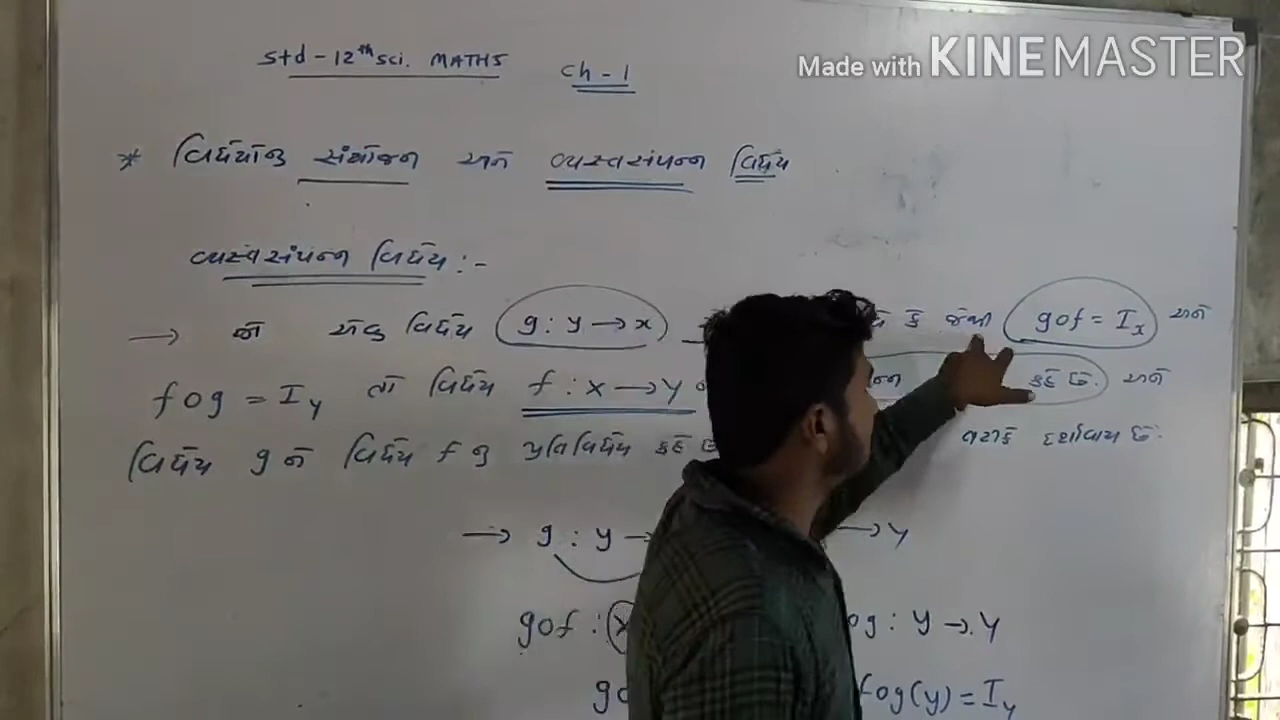 Made with KINEMASTER
Std - 12th sci. MATHS Ch - 1
* વિધેયોનું સંયોજન અને વ્યસ્તસંપન્ન વિધેય
વ્યસ્તસંપન્ન વિધેય :-
→ જો એક વિધેય g : y → x કે જેથી gof = Ix અને
fog = Iy તો વિધેય f : x → y કહે છે. અને
વિધેય g ને વિધેય f નું પ્રતિવિધેય કહે વડે દર્શાવાય છે.
→ g : y → → y
gof : og : y → y
fog(y) = Iy